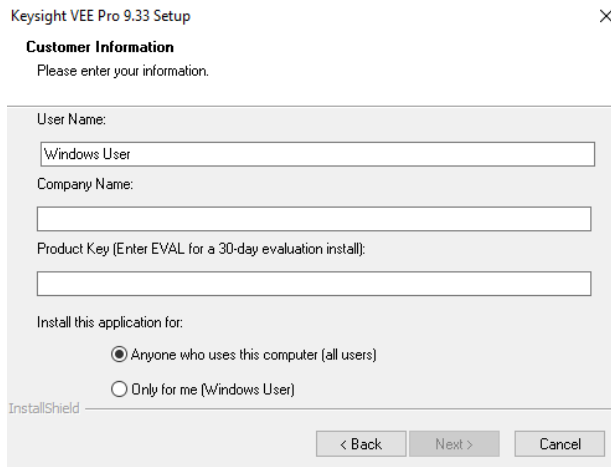 Keysight VEE Pro 9.33 Setup
Customer Information
Please enter your information.
User Name:
Windows User
Company Name:
Product Key (Enter EVAL for a 30-day evaluation install):
Install this application for:
Anyone who uses this computer (all users)
Only for me (Windows User)
InstallShield
< Back
Next >
Cancel